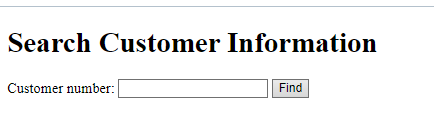 Search Customer Information
Customer number: Find